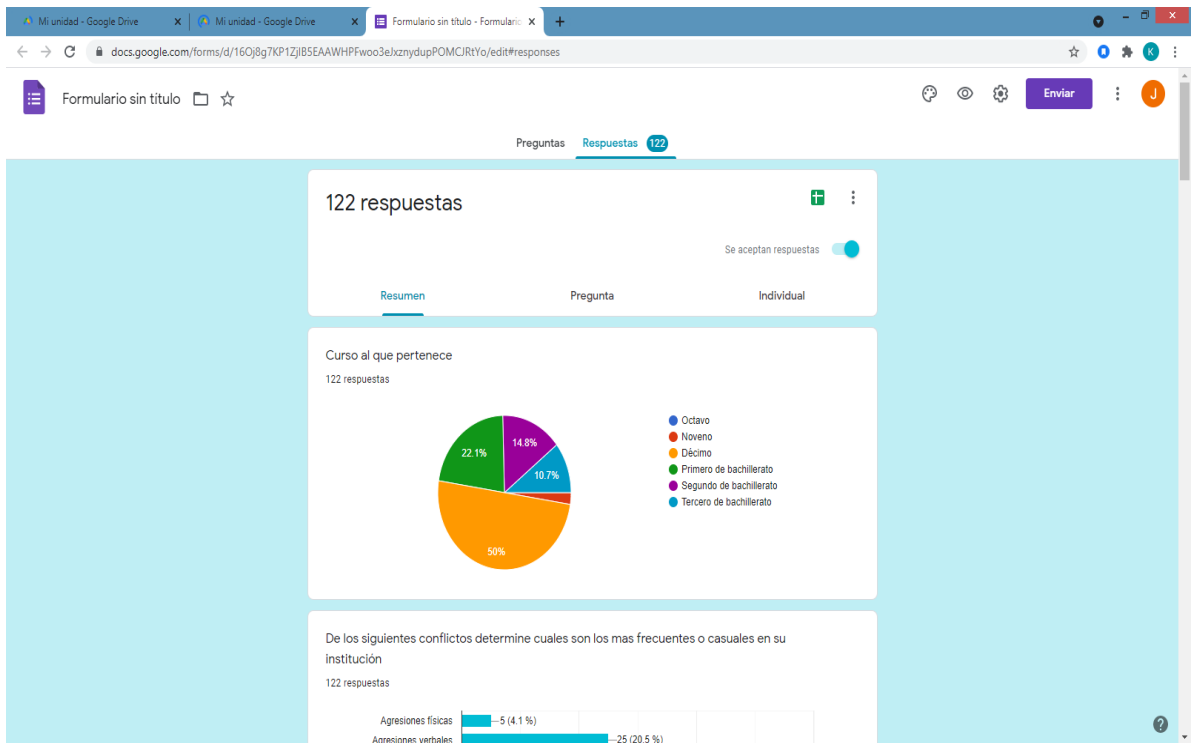 Mi unidad - Google Drive
Mi unidad - Google Drive
Formulario sin título - Formulario
docs.google.com/forms/d/16Oj8g7KP1ZjIB5EAAWHPFwoo3eJxznydupPOMCJRtYo/edit#responses
K
Formulario sin título
Enviar
J
Preguntas
Respuestas 122
122 respuestas
Se aceptan respuestas
Resumen
Pregunta
Individual
Curso al que pertenece
122 respuestas
22.1%
14.8%
10.7%
50%
Octavo
Noveno
Décimo
Primero de bachillerato
Segundo de bachillerato
Tercero de bachillerato
De los siguientes conflictos determine cuales son los mas frecuentes o casuales en su
institución
122 respuestas
Agresiones físicas 5 (4.1 %)
Agresiones verbales 25 (20.5 %)